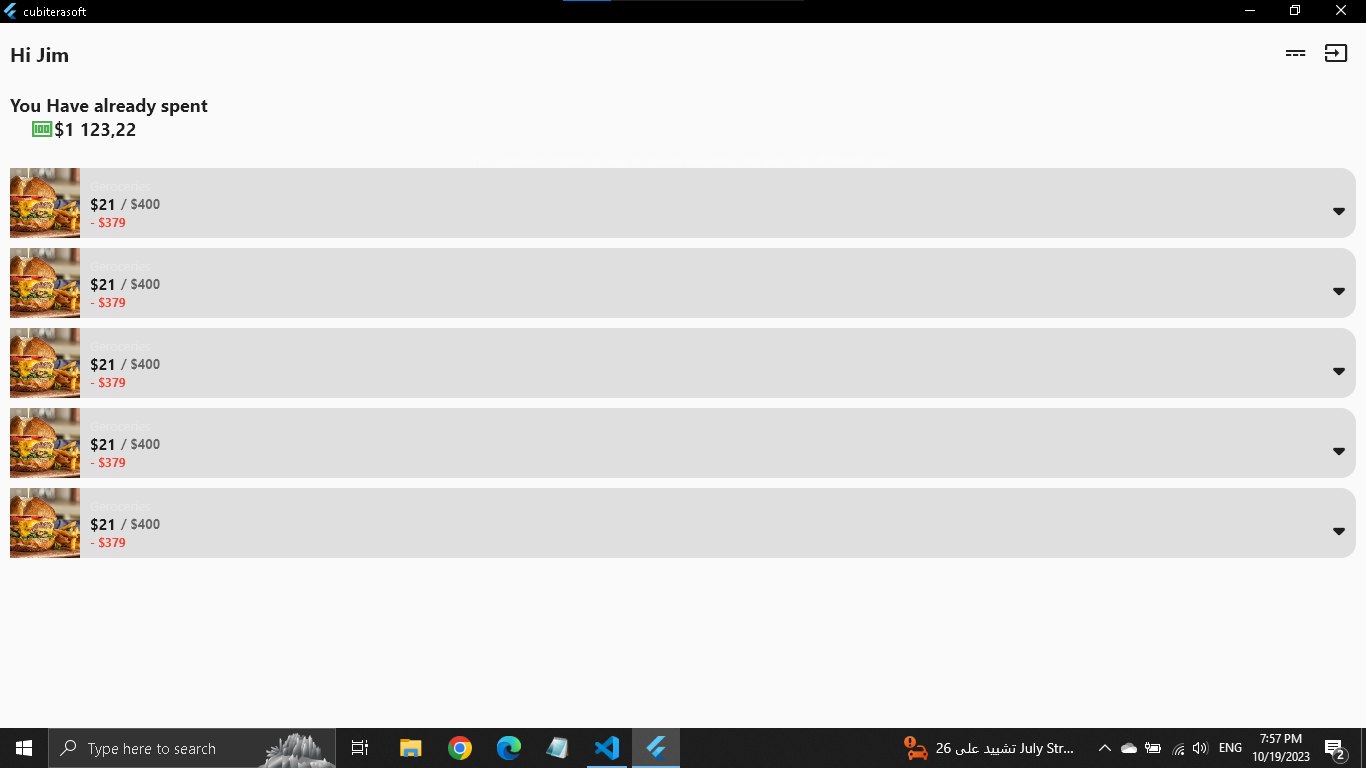 cubiterasoft
Hi Jim
You Have already spent
$1 123,22
Geroceries
$21 / $400
- $379
Geroceries
$21 / $400
- $379
Geroceries
$21 / $400
- $379
Geroceries
$21 / $400
- $379
Geroceries
$21 / $400
- $379
Type here to search
26 تشييد على July Str...
ENG
7:57 PM
10/19/2023
2